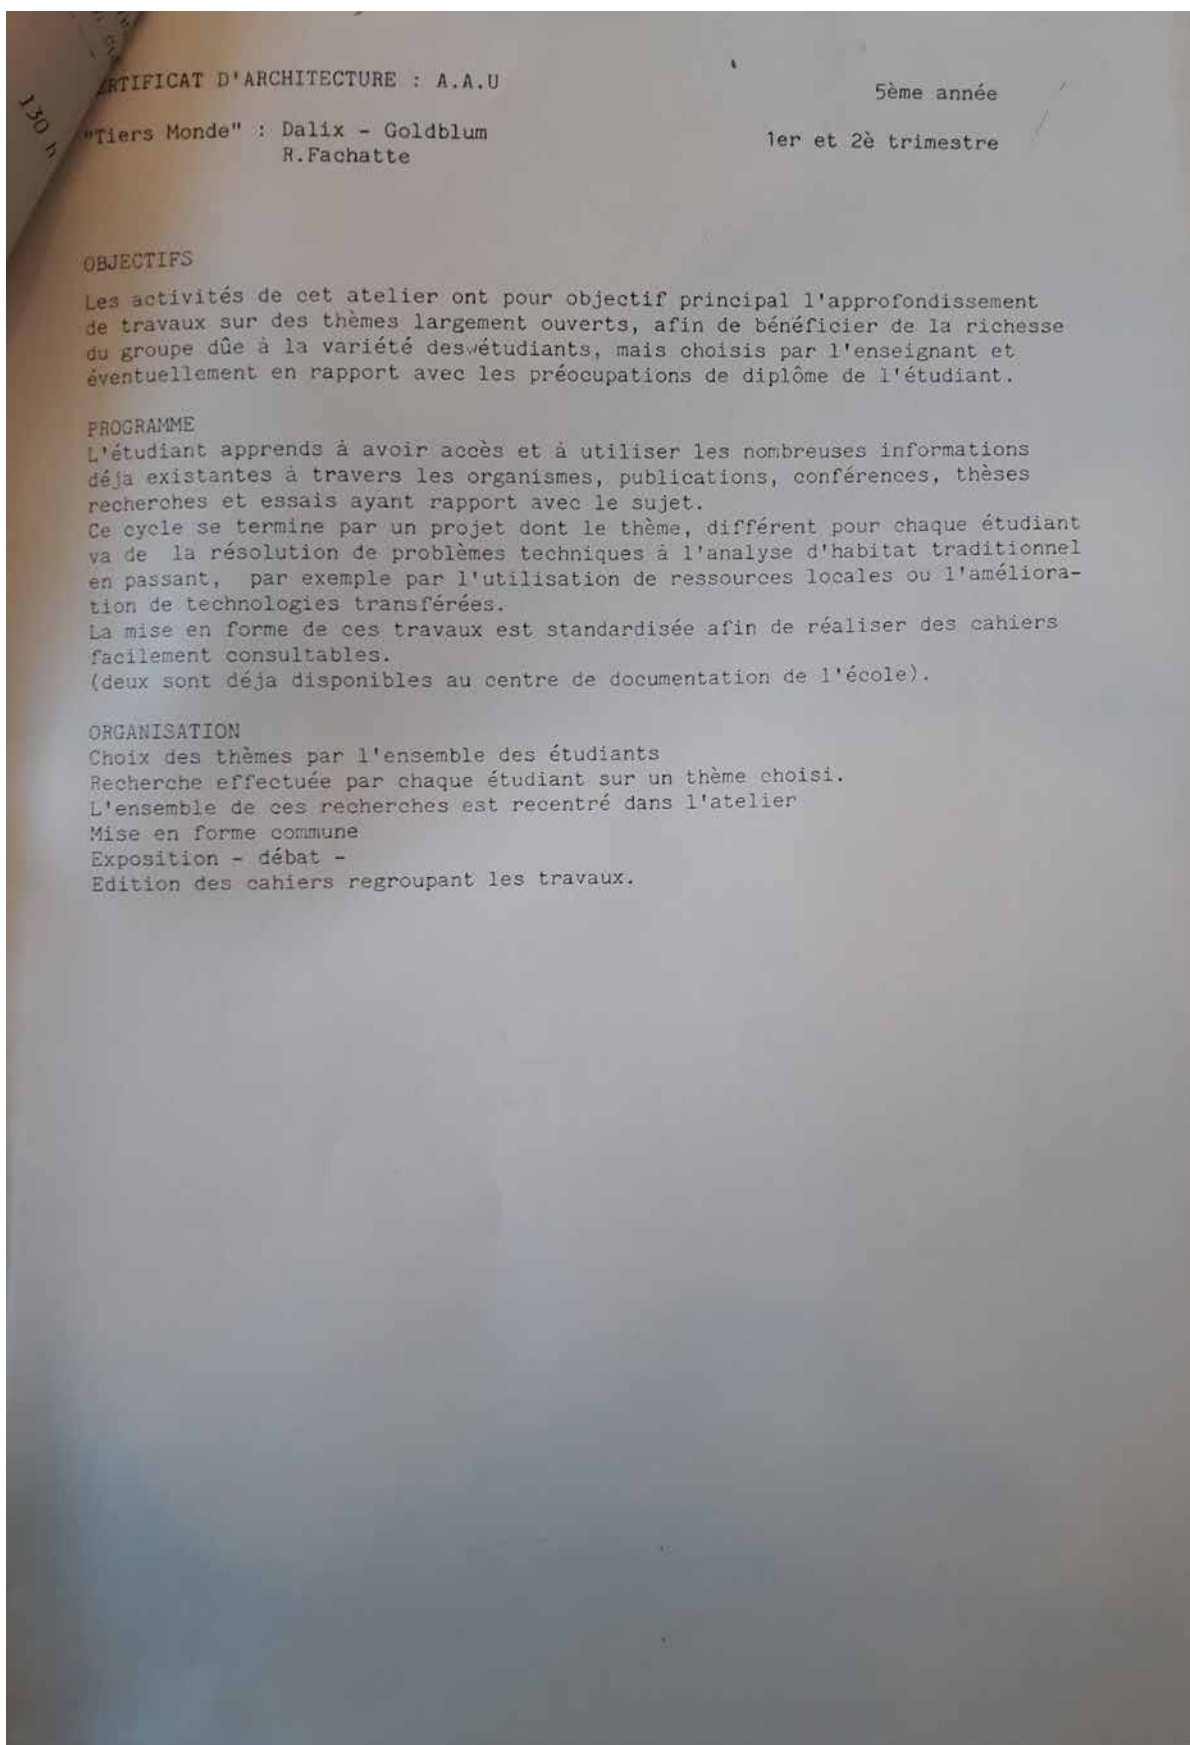 130 h
ERTIFICAT D'ARCHITECTURE : A.A.U
5ème année
"Tiers Monde" : Dalix - Goldblum
R.Fachatte
1er et 2è trimestre
OBJECTIFS
Les activités de cet atelier ont pour objectif principal l'approfondissement
de travaux sur des thèmes largement ouverts, afin de bénéficier de la richesse
du groupe dûe à la variété des étudiants, mais choisis par l'enseignant et
éventuellement en rapport avec les préocupations de diplôme de l'étudiant.
PROGRAMME
L'étudiant apprends à avoir accès et à utiliser les nombreuses informations
déja existantes à travers les organismes, publications, conférences, thèses
recherches et essais ayant rapport avec le sujet.
Ce cycle se termine par un projet dont le thème, différent pour chaque étudiant
va de la résolution de problèmes techniques à l'analyse d'habitat traditionnel
en passant, par exemple par l'utilisation de ressources locales ou l'améliora-
tion de technologies transférées.
La mise en forme de ces travaux est standardisée afin de réaliser des cahiers
facilement consultables.
(deux sont déja disponibles au centre de documentation de l'école).
ORGANISATION
Choix des thèmes par l'ensemble des étudiants
Recherche effectuée par chaque étudiant sur un thème choisi.
L'ensemble de ces recherches est recentré dans l'atelier
Mise en forme commune
Exposition - débat -
Edition des cahiers regroupant les travaux.